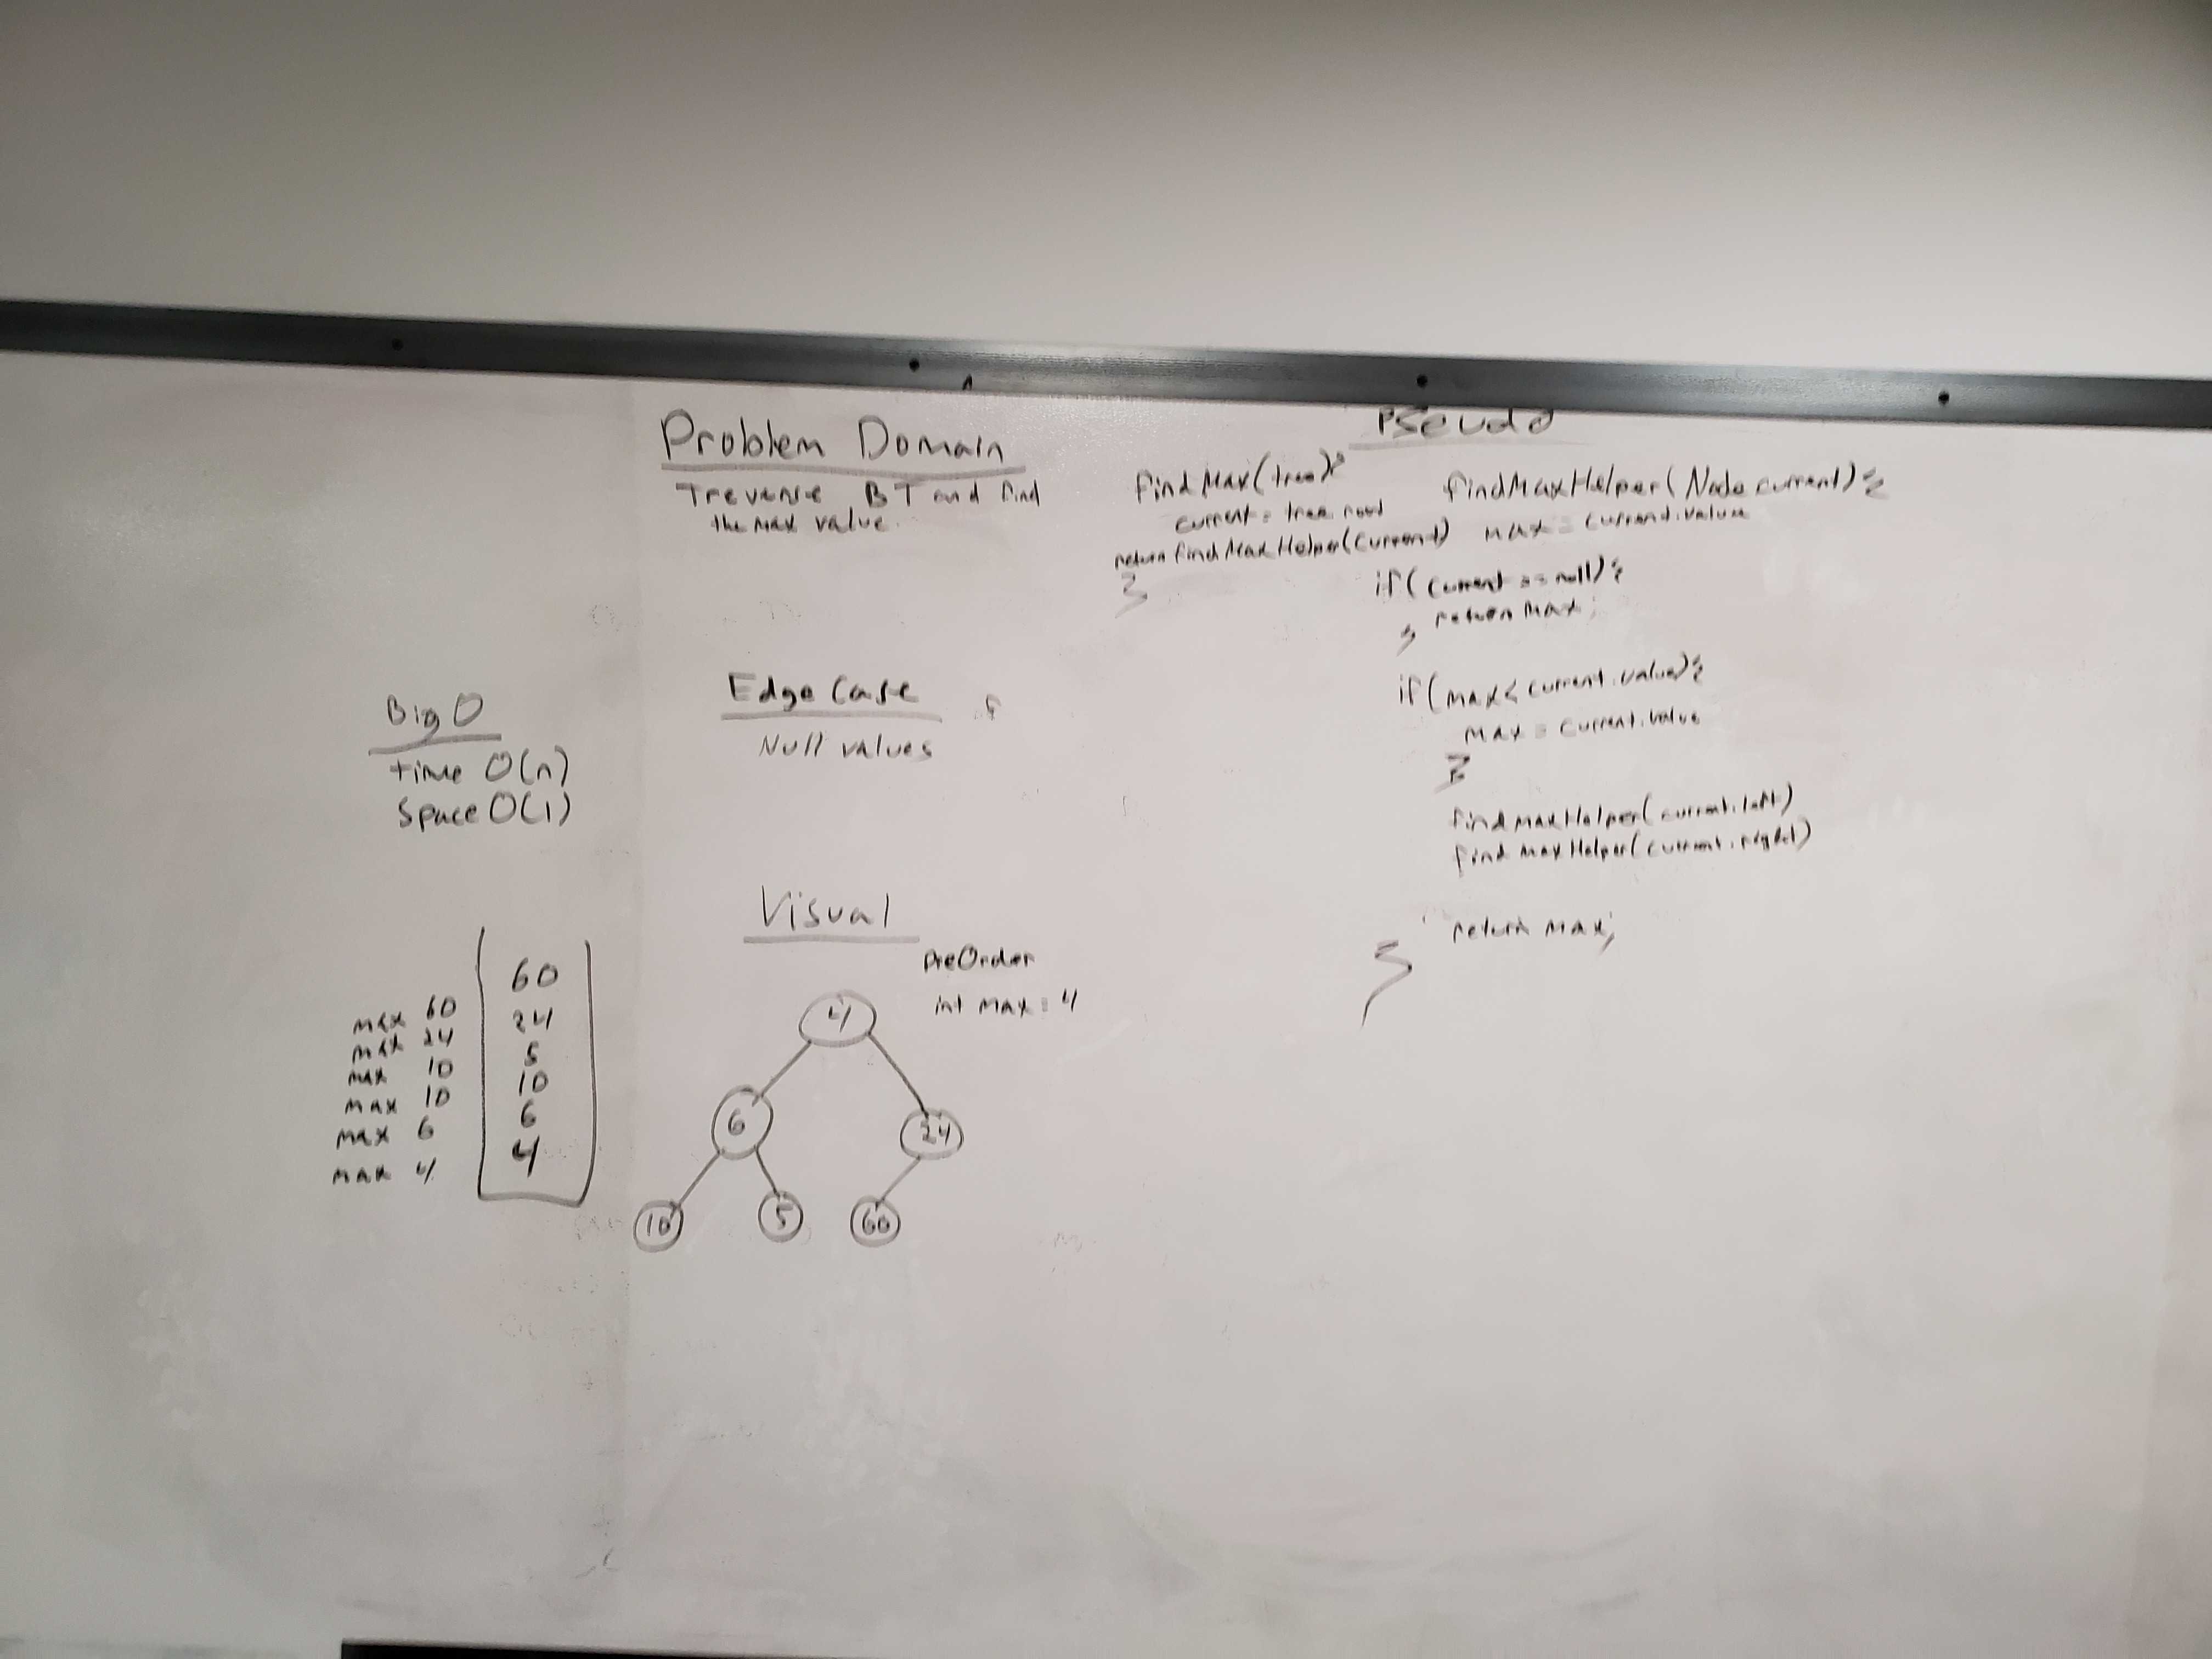 Problem Domain
Treverse BT and find
the max value.
Edge Case
Null values
Big O
time O(n)
Space O(1)
Visual
PreOrder
int max = 4
4
6
24
10
5
60
max 60
max 24
max 10
max 10
max 6
max 4
60
24
5
10
6
4
Pseudo
findMax(tree){
current = tree root
return findMaxHelper(current)
}
findMaxHelper(Node current){
max = current.value
if(current == null){
return max;
}
if(max < current.value){
max = current.value
}
findMaxHelper(current.left)
findMaxHelper(current.right)
return max;
}